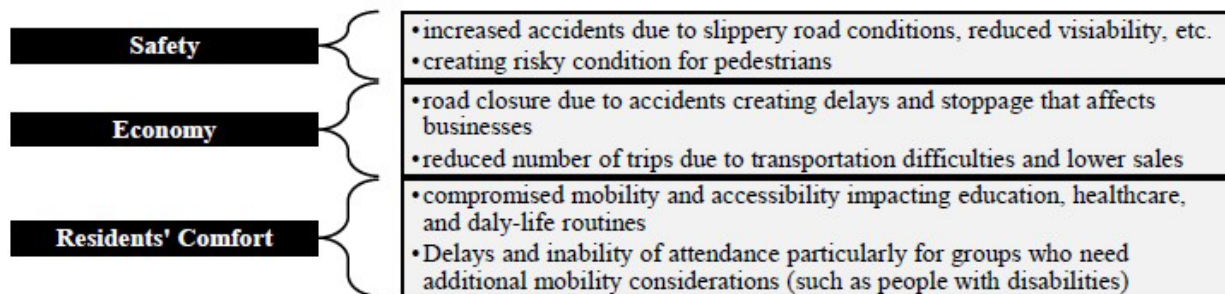 Safety
•increased accidents due to slippery road conditions, reduced visiability, etc.
•creating risky condition for pedestrians
Economy
•road closure due to accidents creating delays and stoppage that affects
businesses
•reduced number of trips due to transportation difficulties and lower sales
Residents' Comfort
•compromised mobility and accessibility impacting education, healthcare,
and daly-life routines
•Delays and inability of attendance particularly for groups who need
additional mobility considerations (such as people with disabilities)